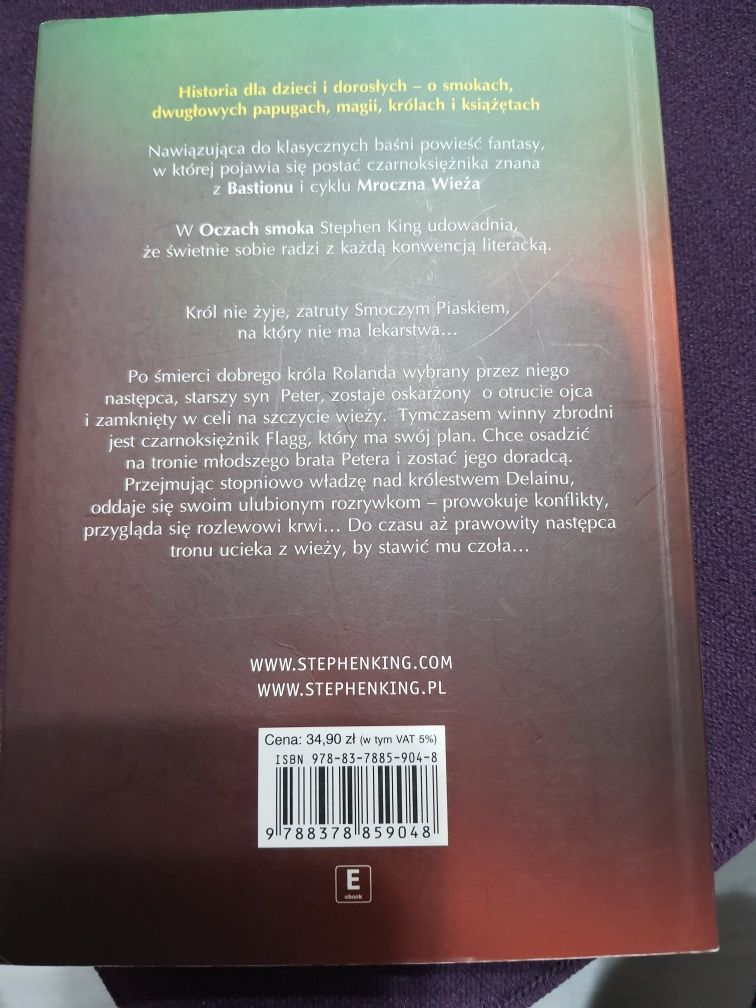 Historia dla dzieci i dorosłych – o smokach,
dwugłowych papugach, magii, królach i książętach
Nawiązująca do klasycznych baśni powieść fantasy,
w której pojawia się postać czarnoksiężnika znana
z Bastionu i cyklu Mroczna Wieża
W Oczach smoka Stephen King udowadnia,
że świetnie sobie radzi z każdą konwencją literacką.
Król nie żyje, zatruty Smoczym Piaskiem,
na który nie ma lekarstwa...
Po śmierci dobrego króla Rolanda wybrany przez niego
następca, starszy syn Peter, zostaje oskarżony o otrucie ojca
i zamknięty w celi na szczycie wieży. Tymczasem winny zbrodni
jest czarnoksiężnik Flagg, który ma swój plan. Chce osadzić
na tronie młodszego brata Petera i zostać jego doradcą.
Przejmując stopniowo władzę nad królestwem Delainu,
oddaje się swoim ulubionym rozrywkom – prowokuje konflikty,
przygląda się rozlewowi krwi... Do czasu aż prawowity następca
tronu ucieka z wieży, by stawić mu czoła...
WWW.STEPHENKING.COM
WWW.STEPHENKING.PL
Cena: 34,90 zł (w tym VAT 5%)
ISBN 978-83-7885-904-8
9 788378 859048
E
ebook